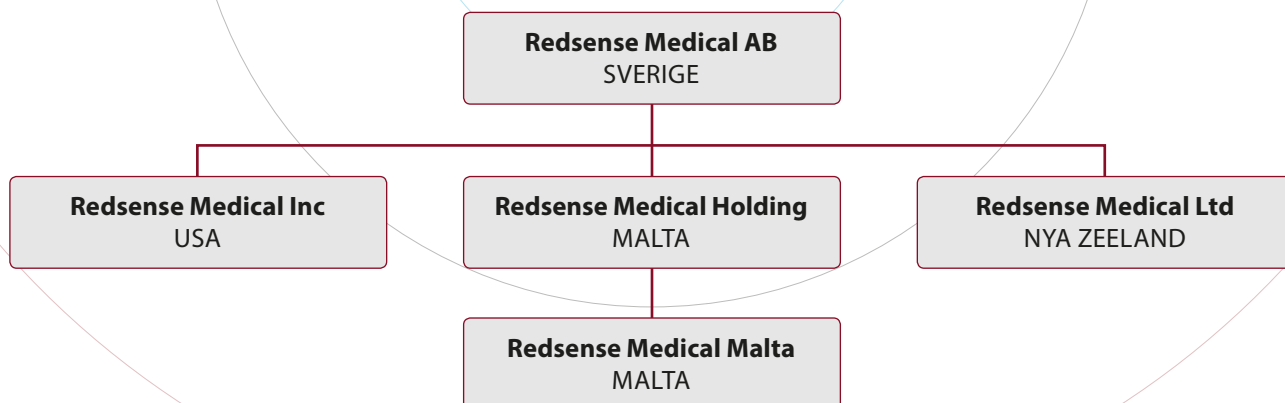 Redsense Medical AB
SVERIGE
Redsense Medical Inc
USA
Redsense Medical Holding
MALTA
Redsense Medical Ltd
NYA ZEELAND
Redsense Medical Malta
MALTA